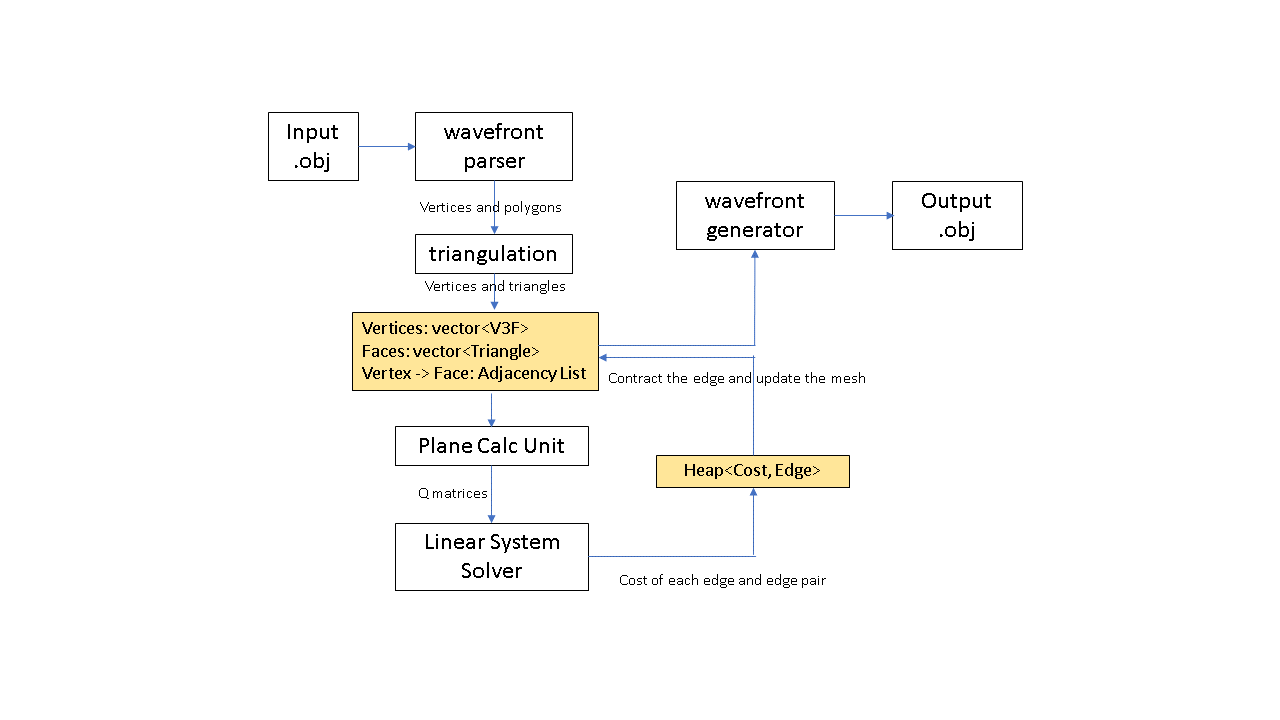 Input
.obj
wavefront
parser
Vertices and polygons
triangulation
Vertices and triangles
wavefront
generator
Output
.obj
Vertices: vector<V3F>
Faces: vector<Triangle>
Vertex -> Face: Adjacency List
Contract the edge and update the mesh
Plane Calc Unit
Heap<Cost, Edge>
Q matrices
Linear System
Solver
Cost of each edge and edge pair